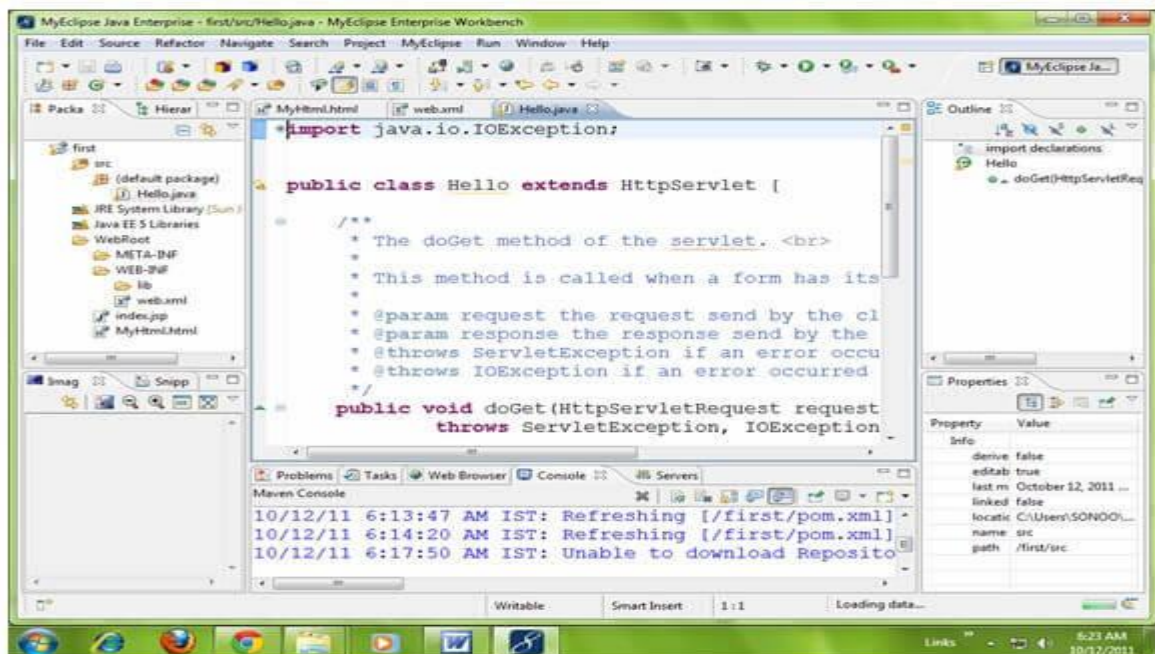 MyEclipse Java Enterprise - first/src/Hello.java - MyEclipse Enterprise Workbench
File Edit Source Refactor Navigate Search Project MyEclipse Run Window Help
MyEclipse Ja...
Packa
Hierar
first
src
(default package)
Hello.java
JRE System Library [Sun J
Java EE 5 Libraries
WebRoot
META-INF
WEB-INF
lib
web.xml
index.jsp
MyHtml.html
Imag
Snipp
MyHtml.html
web.xml
Hello.java
import java.io.IOException;
public class Hello extends HttpServlet {
/**
* The doGet method of the servlet. <br>
*
* This method is called when a form has its
*
* @param request the request send by the cl
* @param response the response send by the
* @throws ServletException if an error occu
* @throws IOException if an error occurred
*/
public void doGet(HttpServletRequest request
throws ServletException, IOException
Problems Tasks Web Browser Console Servers
Maven Console
10/12/11 6:13:47 AM IST: Refreshing [/first/pom.xml]
10/12/11 6:14:20 AM IST: Refreshing [/first/pom.xml]
10/12/11 6:17:50 AM IST: Unable to download Reposito
Outline
import declarations
Hello
doGet(HttpServletReq
Properties
Property Value
Info
derive false
editab true
last m October 12, 2011 ...
linked false
locatic C:\Users\SONOO\...
name src
path /first/src
Writable Smart Insert 1:1 Loading data...
Links
6:23 AM
10/12/2011